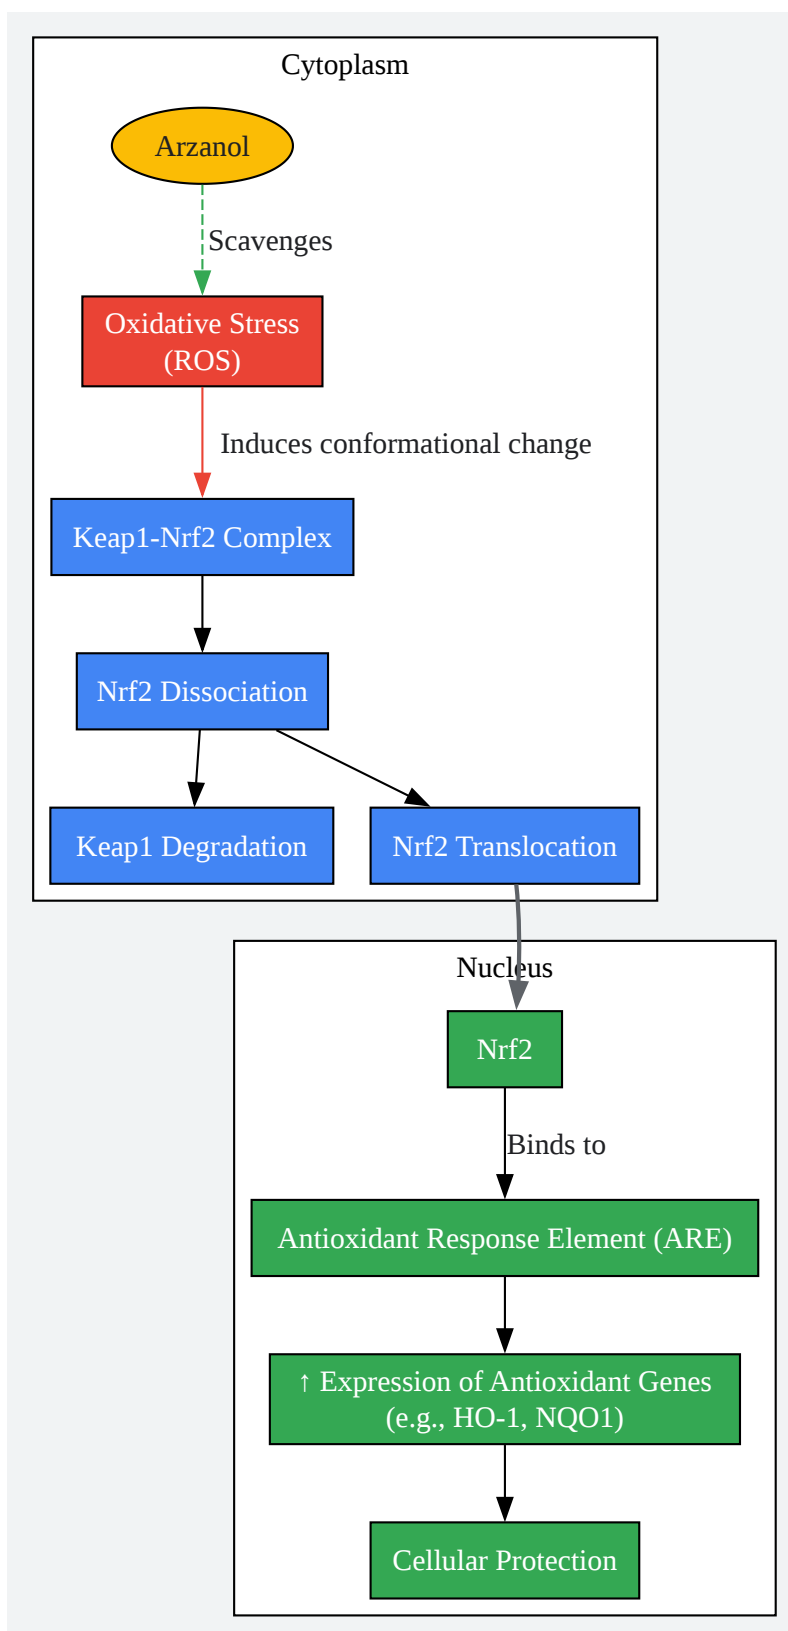 Cytoplasm
Arzanol
Scavenges
Oxidative Stress
(ROS)
Induces conformational change
Keap1-Nrf2 Complex
Nrf2 Dissociation
Keap1 Degradation
Nrf2 Translocation
Nucleus
Nrf2
Binds to
Antioxidant Response Element (ARE)
↑ Expression of Antioxidant Genes
(e.g., HO-1, NQO1)
Cellular Protection